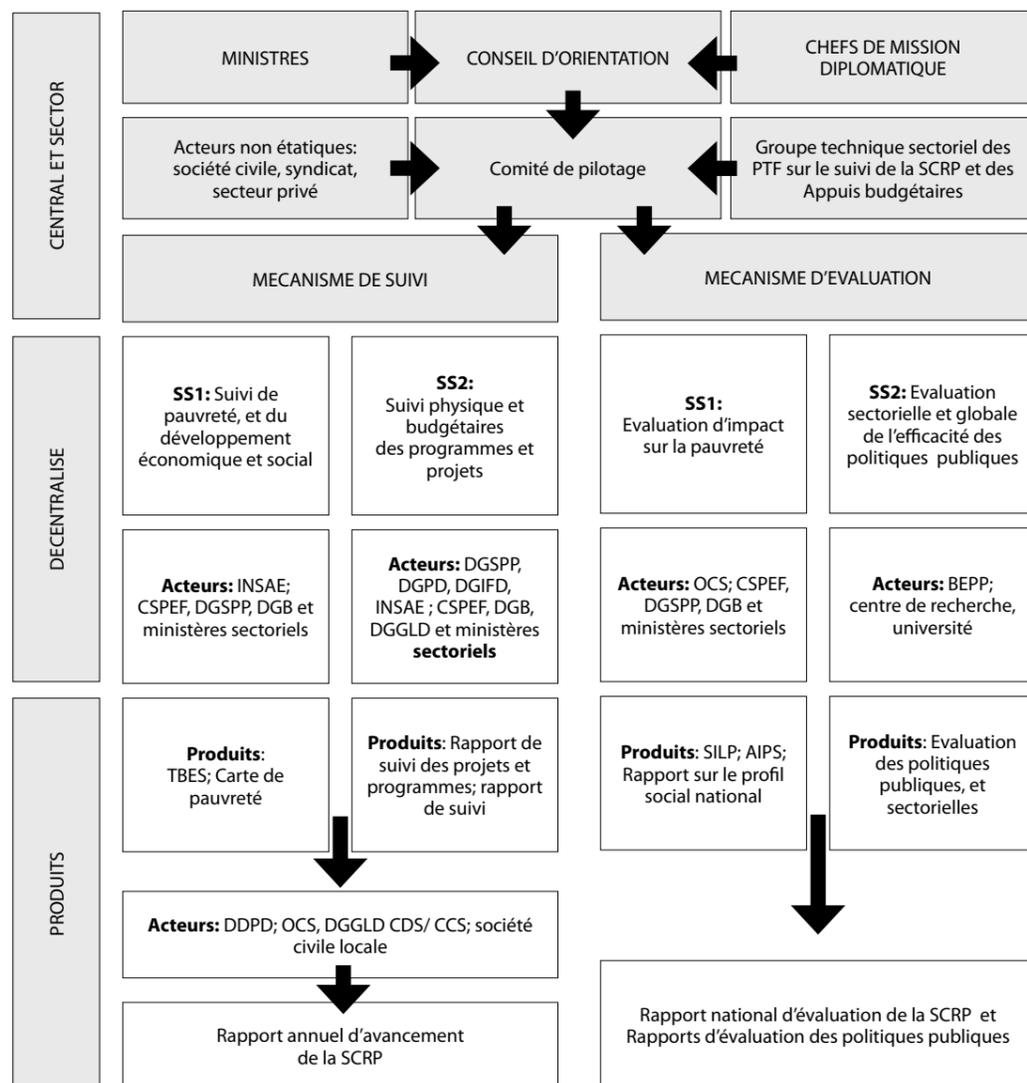 CENTRAL ET SECTOR
MINISTRES
CONSEIL D'ORIENTATION
CHEFS DE MISSION
DIPLOMATIQUE
Acteurs non étatiques:
société civile, syndicat,
secteur privé
Comité de pilotage
Groupe technique sectoriel des
PTF sur le suivi de la SCRP et des
Appuis budgétaires
MECANISME DE SUIVI
MECANISME D'EVALUATION
DECENTRALISE
SS1: Suivi de
pauvreté, et du
développement
économique et social
SS2:
Suivi physique et
budgétaires
des programmes et
projets
SS1:
Evaluation d'impact
sur la pauvreté
SS2: Evaluation
sectorielle et globale
de l'efficacité des
politiques publiques
Acteurs: INSAE;
CSPEF, DGSPP, DGB et
ministères sectoriels
Acteurs: DGSPP,
DGPD, DGIFD,
INSAE ; CSPEF, DGB,
DGGLD et ministères
sectoriels
Acteurs: OCS; CSPEF,
DGSPP, DGB et
ministères sectoriels
Acteurs: BEPP;
centre de recherche,
université
PRODUITS
Produits:
TBES; Carte de
pauvreté
Produits: Rapport de
suivi des projets et
programmes; rapport
de suivi
Produits: SILP; AIPS;
Rapport sur le profil
social national
Produits: Evaluation
des politiques
publiques, et
sectorielles
Acteurs: DDPD; OCS, DGGLD CDS/ CCS; société
civile locale
Rapport annuel d'avancement
de la SCRP
Rapport national d'évaluation de la SCRP et
Rapports d'évaluation des politiques publiques